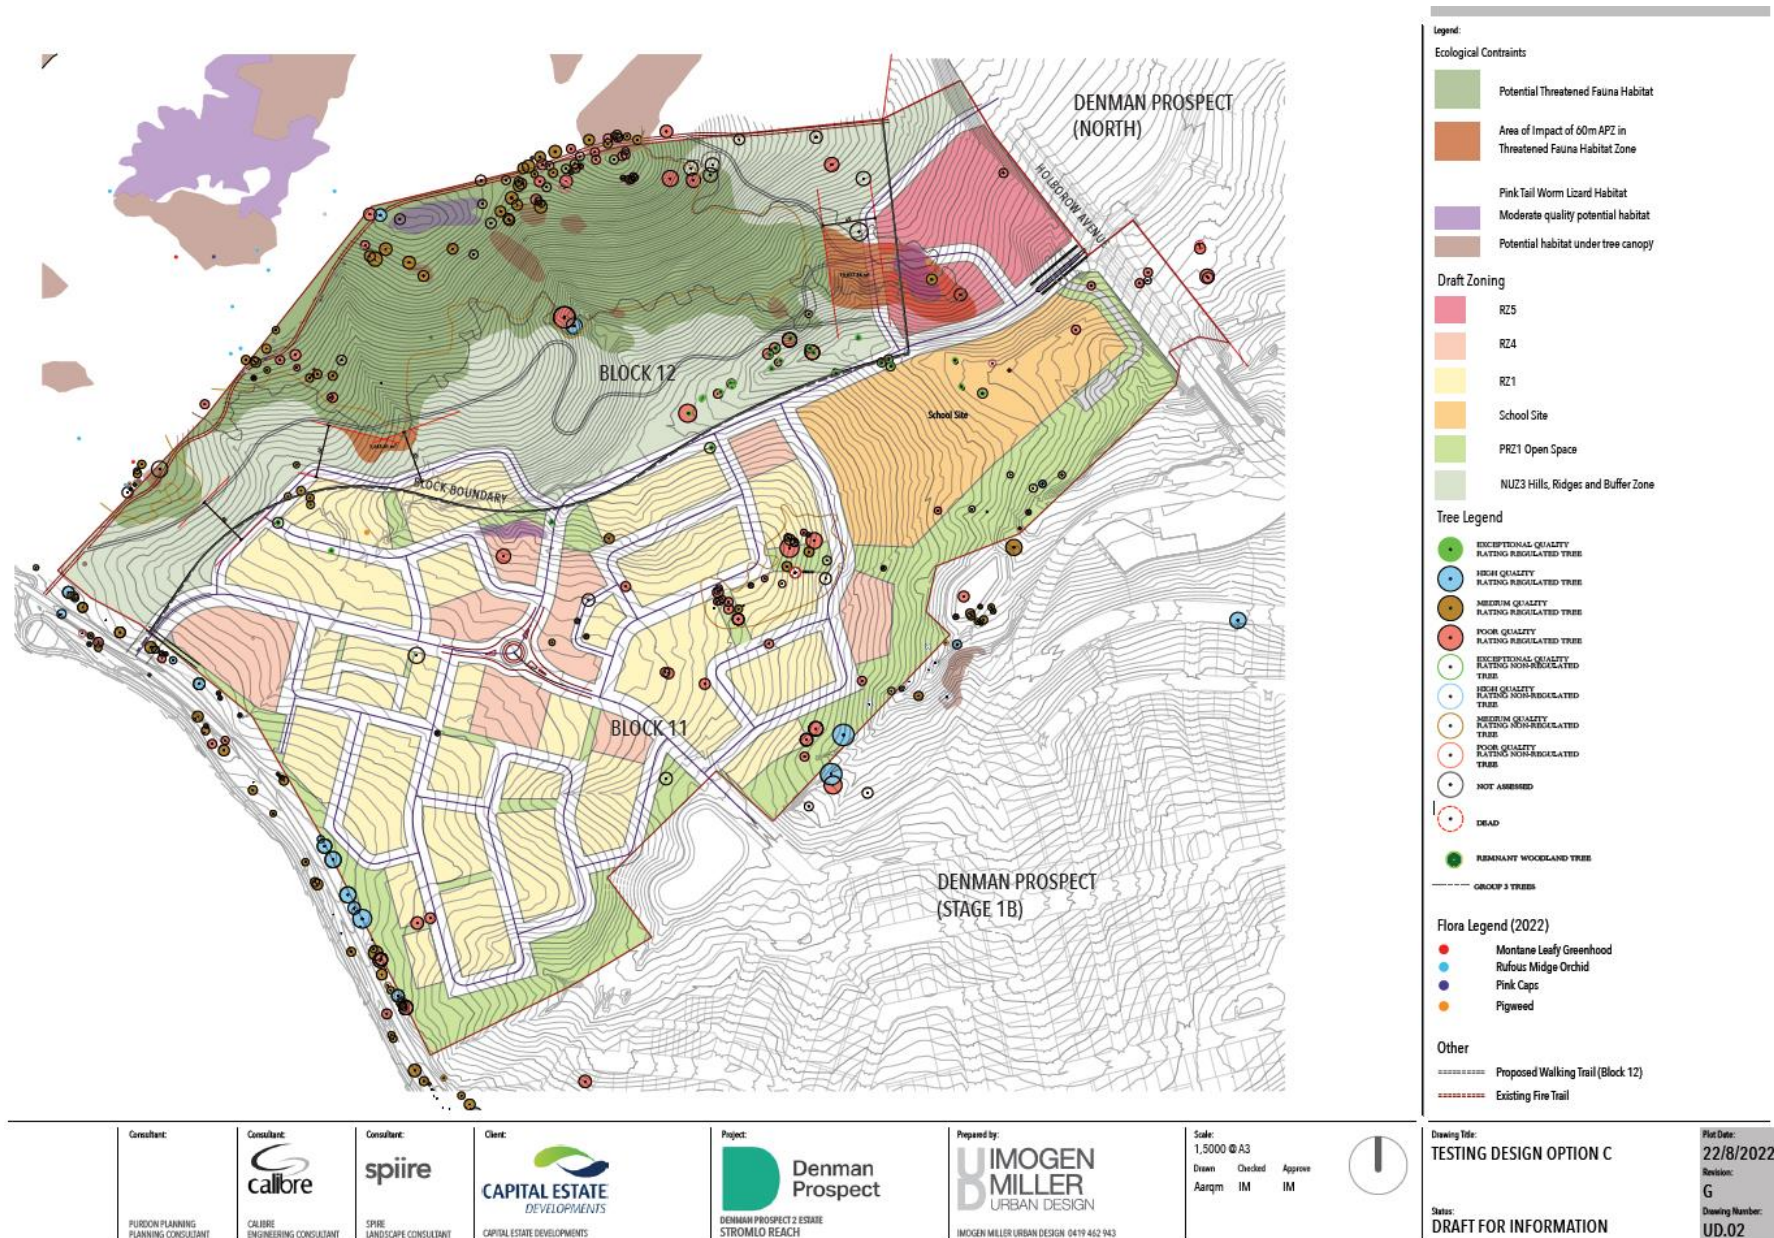 DENMAN PROSPECT
(NORTH)
HOLBOROW AVENUE
BLOCK 12
School Site
BLOCK BOUNDARY
BLOCK 11
DENMAN PROSPECT
(STAGE 1B)
Legend:
Ecological Contraints
Potential Threatened Fauna Habitat
Area of Impact of 60m APZ in
Threatened Fauna Habitat Zone
Pink Tail Worm Lizard Habitat
Moderate quality potential habitat
Potential habitat under tree canopy
Draft Zoning
RZ5
RZ4
RZ1
School Site
PRZ1 Open Space
NUZ3 Hills, Ridges and Buffer Zone
Tree Legend
EXCEPTIONAL QUALITY
RATING REGULATED TREE
HIGH QUALITY
RATING REGULATED TREE
MEDIUM QUALITY
RATING REGULATED TREE
POOR QUALITY
RATING REGULATED TREE
EXCEPTIONAL QUALITY
RATING NON-REGULATED
TREE
HIGH QUALITY
RATING NON-REGULATED
TREE
MEDIUM QUALITY
RATING NON-REGULATED
TREE
POOR QUALITY
RATING NON-REGULATED
TREE
NOT ASSESSED
DEAD
REMNANT WOODLAND TREE
GROUP 3 TREES
Flora Legend (2022)
Montane Leafy Greenhood
Rufous Midge Orchid
Pink Caps
Pigweed
Other
Proposed Walking Trail (Block 12)
Existing Fire Trail
Consultant:
PURDON PLANNING
PLANNING CONSULTANT
Consultant:
calibre
CALIBRE
ENGINEERING CONSULTANT
Consultant:
spiire
SPIRE
LANDSCAPE CONSULTANT
Client:
CAPITAL ESTATE
DEVELOPMENTS
CAPITAL ESTATE DEVELOPMENTS
Project:
Denman
Prospect
DENMAN PROSPECT 2 ESTATE
STROMLO REACH
Prepared by:
UD
IMOGEN
MILLER
URBAN DESIGN
IMOGEN MILLER URBAN DESIGN 0419 462 943
Scale:
1,5000 @ A3
Drawn Checked Approve
Aarqm IM IM
Drawing Title:
TESTING DESIGN OPTION C
Status:
DRAFT FOR INFORMATION
Plot Date:
22/8/2022
Revision:
G
Drawing Number:
UD.02